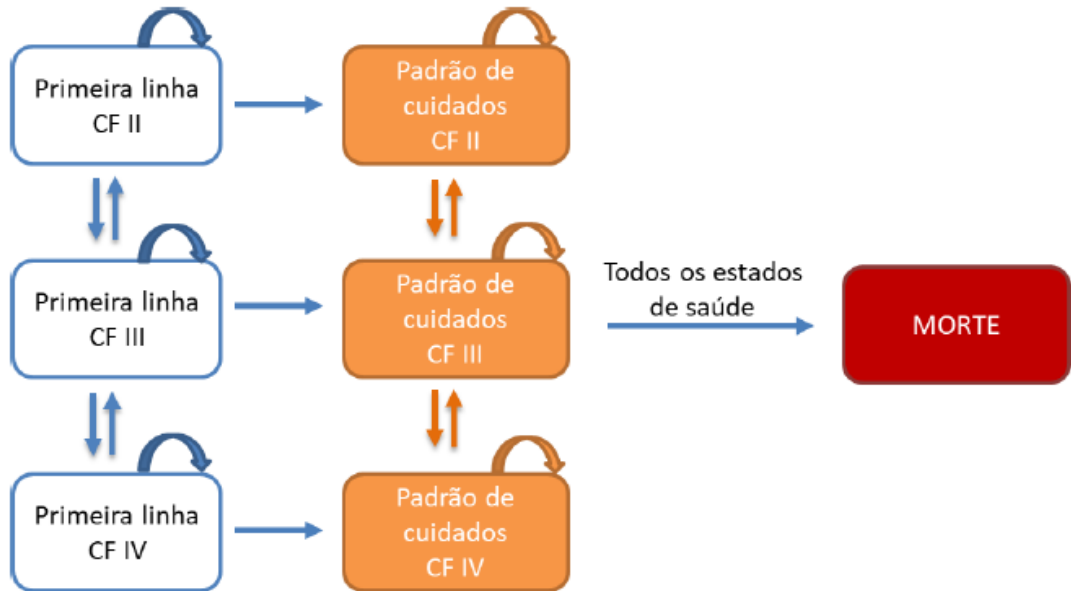 Primeira linha
CF II
Padrão de
cuidados
CF II
Primeira linha
CF III
Padrão de
cuidados
CF III
Todos os estados
de saúde
MORTE
Primeira linha
CF IV
Padrão de
cuidados
CF IV